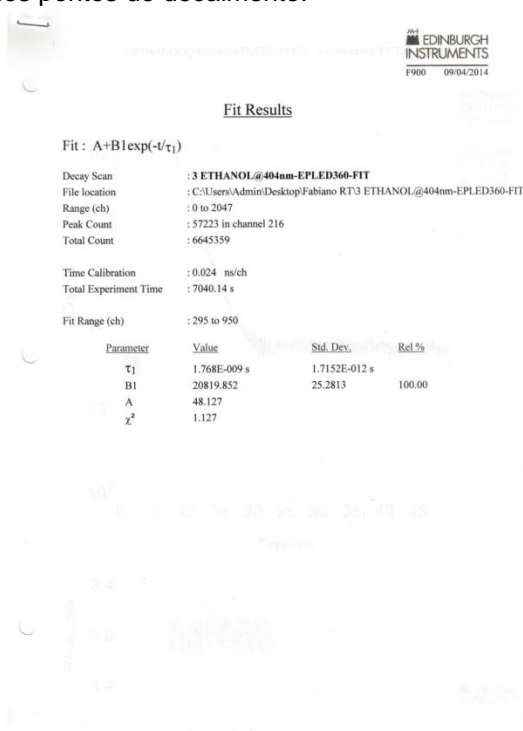 EDINBURGH
INSTRUMENTS
F900 09/04/2014
Fit Results
Fit : A+B1exp(-t/τ1)
Decay Scan : 3 ETHANOL@404nm-EPLED360-FIT
File location : C:\Users\Admin\Desktop\Fabiano RT\3 ETHANOL@404nm-EPLED360-FIT
Range (ch) : 0 to 2047
Peak Count : 57223 in channel 216
Total Count : 6645359
Time Calibration : 0.024 ns/ch
Total Experiment Time : 7040.14 s
Fit Range (ch) : 295 to 950
Parameter Value Std. Dev. Rel %
τ1 1.768E-009 s 1.7152E-012 s
B1 20819.852 25.2813 100.00
A 48.127
χ² 1.127